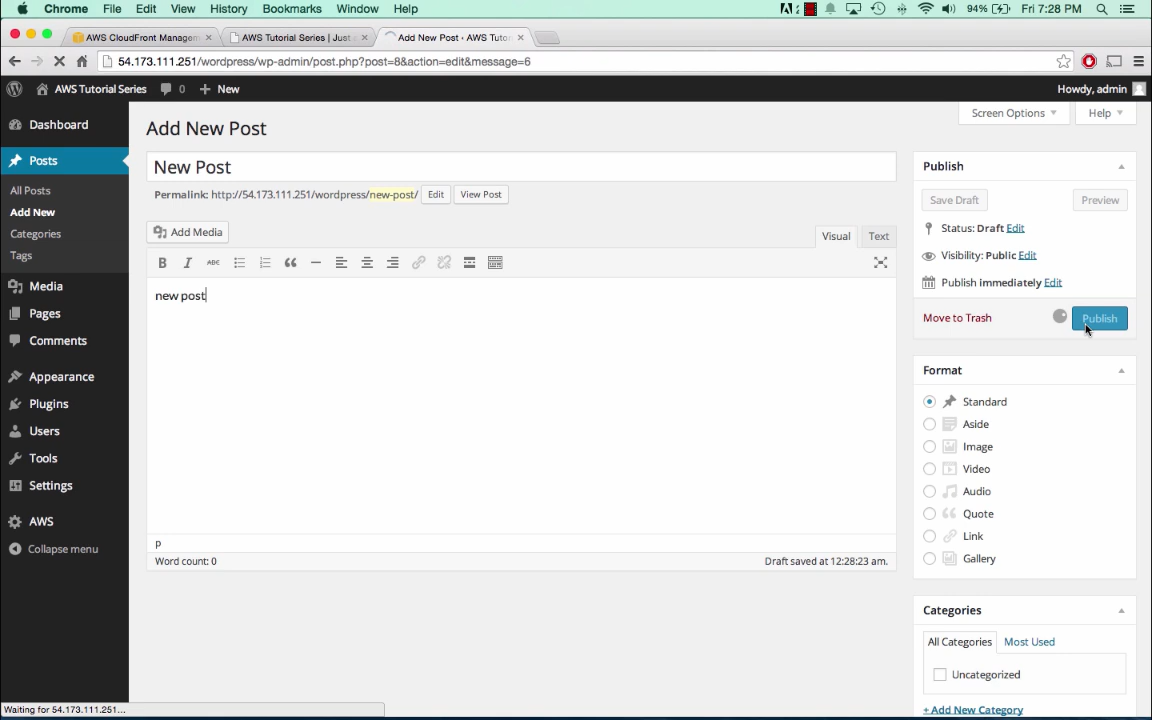 Chrome File Edit View History Bookmarks Window Help 94% Fri 7:28 PM
AWS CloudFront Managem
AWS Tutorial Series | Just
Add New Post ‹ AWS Tutor
54.173.111.251/wordpress/wp-admin/post.php?post=8&action=edit&message=6
AWS Tutorial Series 0 + New Howdy, admin
Screen Options Help
Dashboard
Posts
All Posts
Add New
Categories
Tags
Media
Pages
Comments
Appearance
Plugins
Users
Tools
Settings
AWS
Collapse menu
Add New Post
New Post
Permalink: http://54.173.111.251/wordpress/new-post/ Edit View Post
Add Media
Visual Text
B I ABC
new post
p
Word count: 0 Draft saved at 12:28:23 am.
Publish
Save Draft Preview
Status: Draft Edit
Visibility: Public Edit
Publish immediately Edit
Move to Trash Publish
Format
Standard
Aside
Image
Video
Audio
Quote
Link
Gallery
Categories
All Categories Most Used
Uncategorized
+ Add New Category
Waiting for 54.173.111.251...